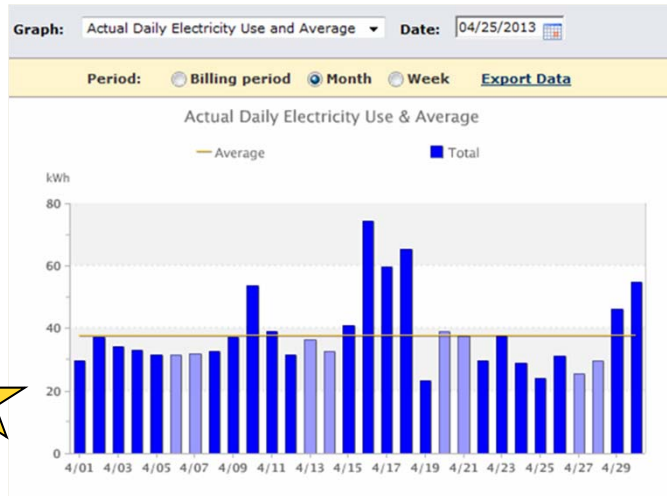 Graph: Actual Daily Electricity Use and Average Date: 04/25/2013
Period: Billing period Month Week Export Data
Actual Daily Electricity Use & Average
Average Total
kWh
80
60
40
20
0
4/01 4/03 4/05 4/07 4/09 4/11 4/13 4/15 4/17 4/19 4/21 4/23 4/25 4/27 4/29